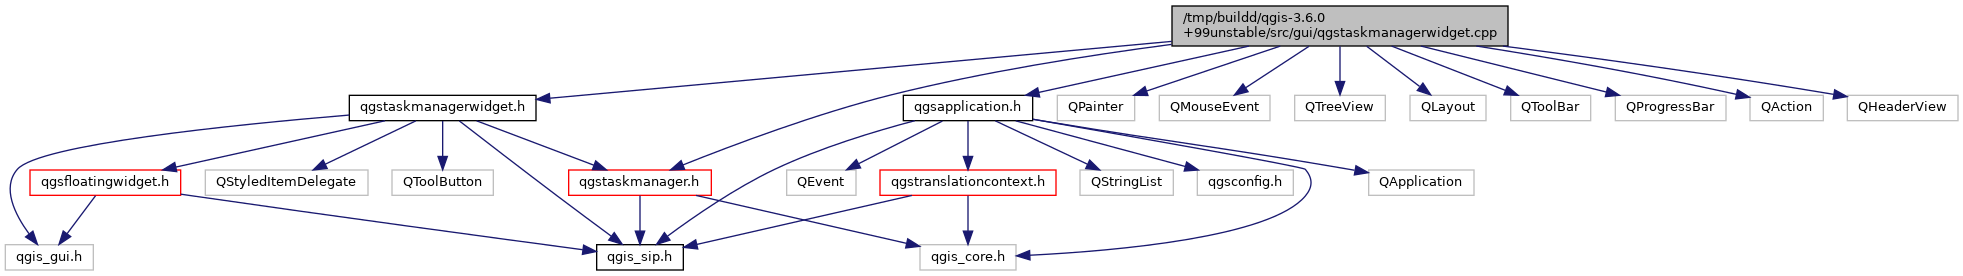 /tmp/buildd/qgis-3.6.0
+99unstable/src/gui/qgstaskmanagerwidget.cpp
qgstaskmanagerwidget.h
qgsapplication.h
QPainter
QMouseEvent
QTreeView
QLayout
QToolBar
QProgressBar
QAction
QHeaderView
qgsfloatingwidget.h
QStyledItemDelegate
QToolButton
qgstaskmanager.h
QEvent
qgstranslationcontext.h
QStringList
qgsconfig.h
QApplication
qgis_gui.h
qgis_sip.h
qgis_core.h